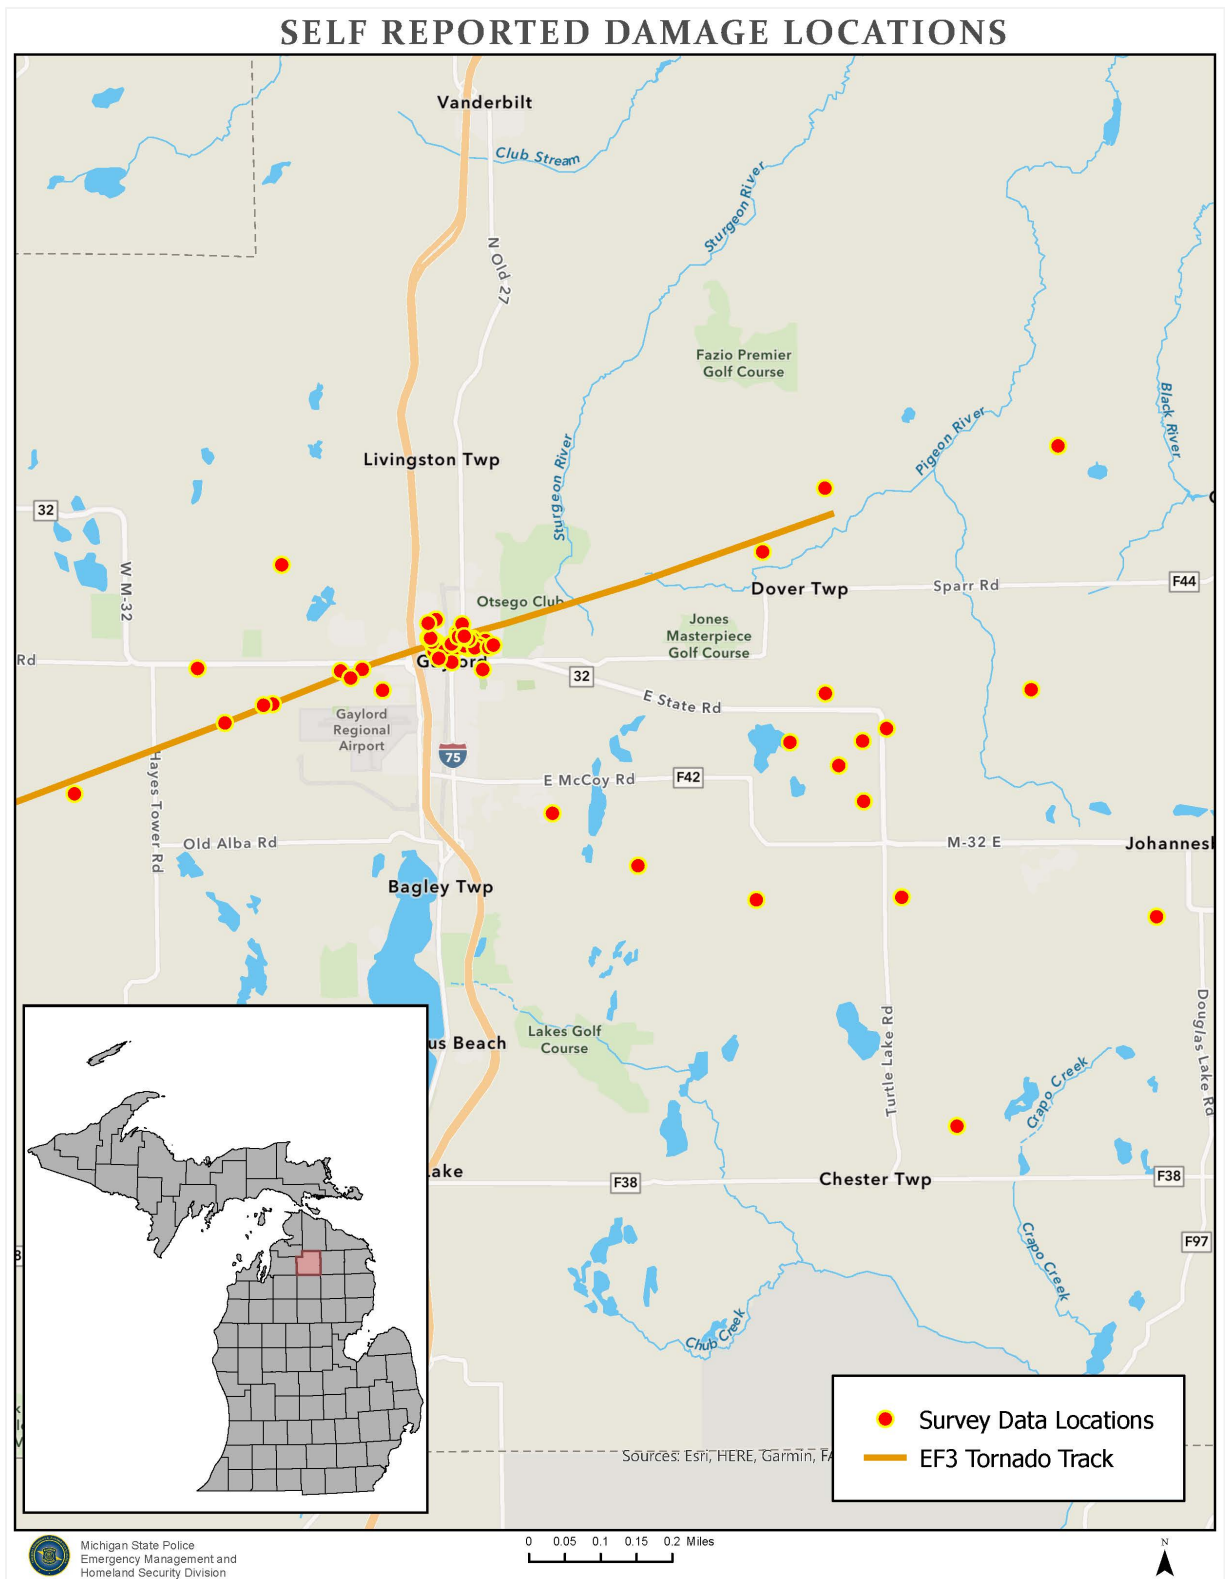 SELF REPORTED DAMAGE LOCATIONS
Vanderbilt
Club Stream
Sturgeon River
N Old 27
Fazio Premier
Golf Course
Black River
Pigeon River
Livingston Twp
Sturgeon River
32
W M-32
Otsego Club
Dover Twp
Sparr Rd
F44
Jones
Masterpiece
Golf Course
Rd
Gaylord
32
E State Rd
Gaylord
Regional
Airport
75
Hayes Tower Rd
E McCoy Rd
F42
Old Alba Rd
M-32 E
Johannesb
Bagley Twp
Lakes Golf
Course
us Beach
Turtle Lake Rd
Douglas Lake Rd
Crapo Creek
Lake
F38
Chester Twp
F38
F97
Crapo Creek
Chub Creek
Survey Data Locations
EF3 Tornado Track
Sources: Esri, HERE, Garmin, FA
Michigan State Police
Emergency Management and
Homeland Security Division
0 0.05 0.1 0.15 0.2 Miles
N